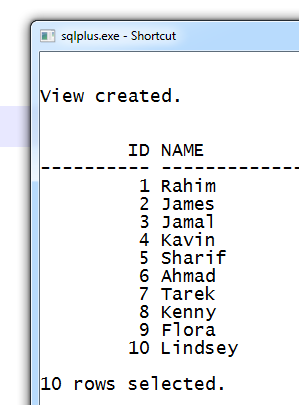 sqlplus.exe - Shortcut
View created.
        ID NAME
---------- -------------
         1 Rahim
         2 James
         3 Jamal
         4 Kavin
         5 Sharif
         6 Ahmad
         7 Tarek
         8 Kenny
         9 Flora
        10 Lindsey
10 rows selected.